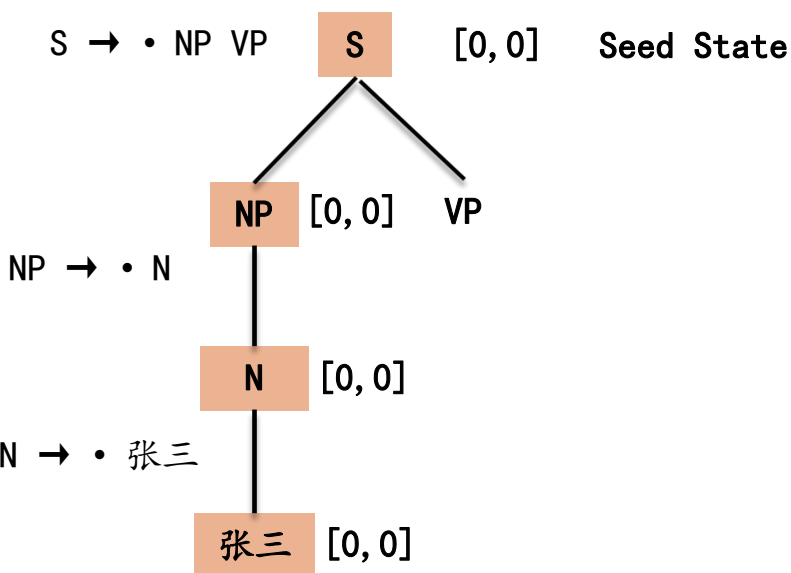 S → • NP VP S [0,0] Seed State
NP [0,0] VP
NP → • N
N [0,0]
N → • 张三
张三 [0,0]